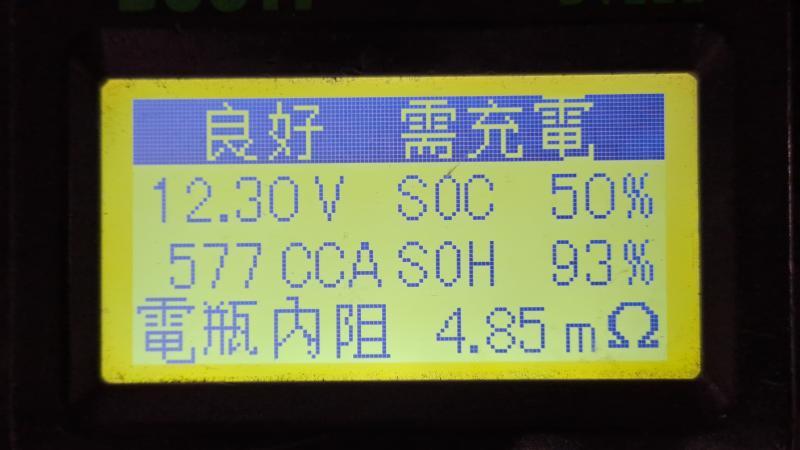 良好 需充電
12.30V SOC 50%
577CCA SOH 93%
電瓶內阻 4.85mΩ